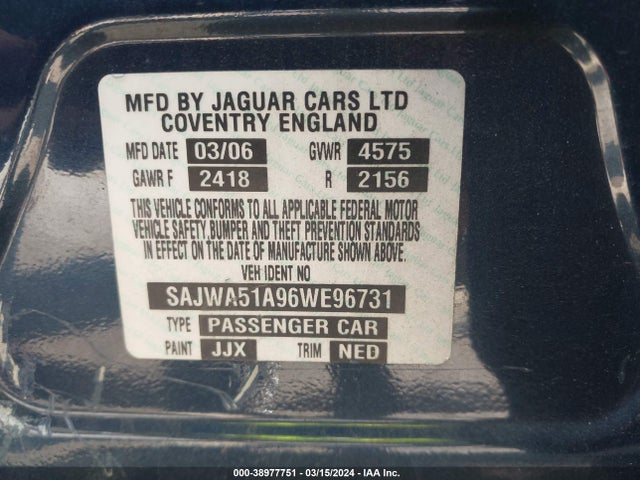 MFD BY JAGUAR CARS LTD
COVENTRY ENGLAND
MFD DATE 03/06 GVWR 4575
GAWR F 2418 R 2156
THIS VEHICLE CONFORMS TO ALL APPLICABLE FEDERAL MOTOR
VEHICLE SAFETY,BUMPER AND THEFT PREVENTION STANDARDS
IN EFFECT ON THE DATE OF MANUFACTURE SHOWN ABOVE.
VEH IDENT NO
SAJWA51A96WE96731
TYPE PASSENGER CAR
PAINT JJX TRIM NED
000-38977751 - 03/15/2024 - IAA Inc.